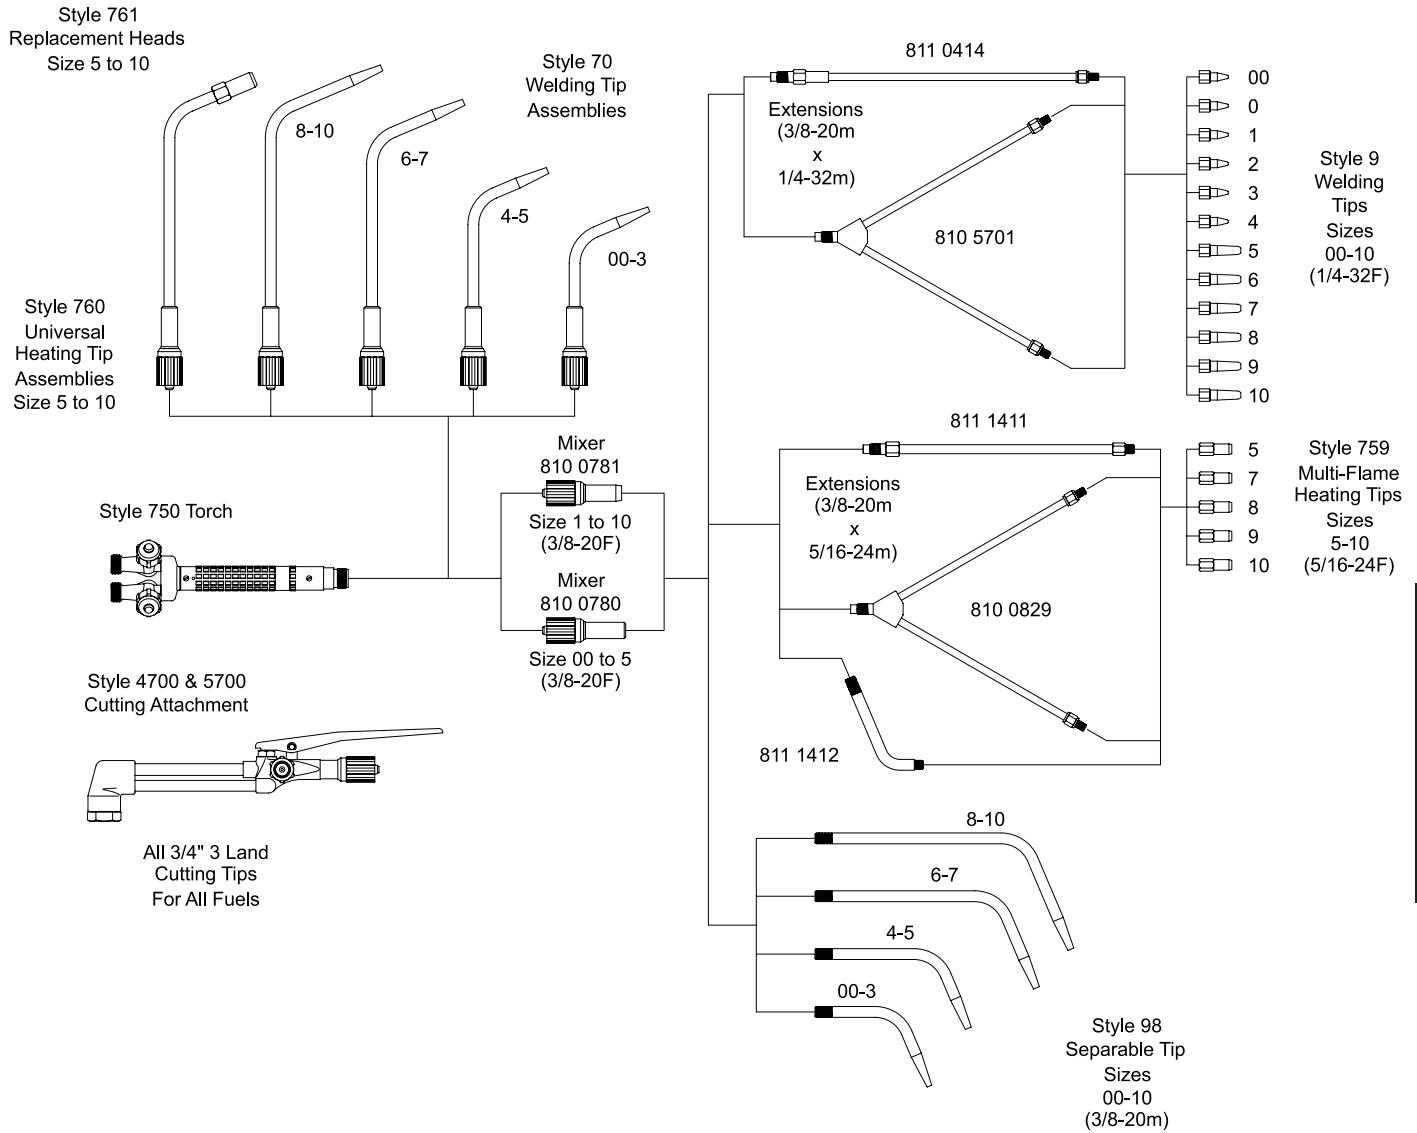 Style 761
Replacement Heads
Size 5 to 10
8-10
6-7
4-5
00-3
Style 70
Welding Tip
Assemblies
Style 760
Universal
Heating Tip
Assemblies
Size 5 to 10
Style 750 Torch
Mixer
810 0781
Size 1 to 10
(3/8-20F)
Mixer
810 0780
Size 00 to 5
(3/8-20F)
Style 4700 & 5700
Cutting Attachment
All 3/4" 3 Land
Cutting Tips
For All Fuels
811 0414
Extensions
(3/8-20m
x
1/4-32m)
810 5701
00
0
1
2
3
4
5
6
7
8
9
10
Style 9
Welding
Tips
Sizes
00-10
(1/4-32F)
811 1411
Extensions
(3/8-20m
x
5/16-24m)
810 0829
811 1412
5
7
8
9
10
Style 759
Multi-Flame
Heating Tips
Sizes
5-10
(5/16-24F)
8-10
6-7
4-5
00-3
Style 98
Separable Tip
Sizes
00-10
(3/8-20m)